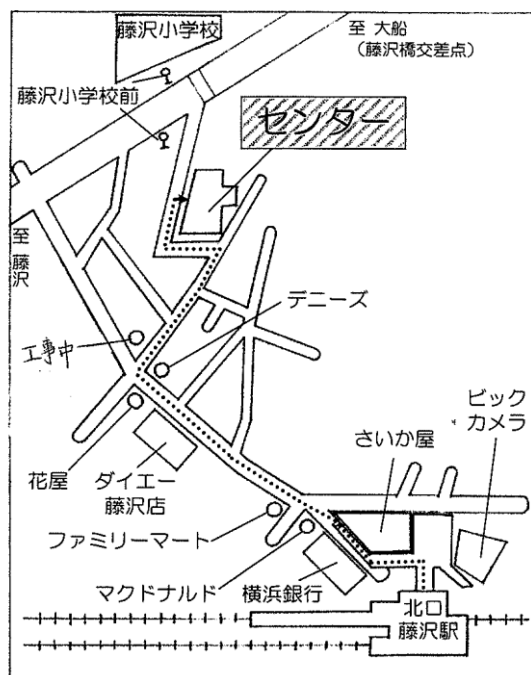 藤沢小学校
至 大船
(藤沢橋交差点)
藤沢小学校前
センター
至
藤
沢
デニーズ
工事中
ビック
カメラ
さいか屋
花屋
ダイエー
藤沢店
ファミリーマート
マクドナルド
横浜銀行
北口
藤沢駅